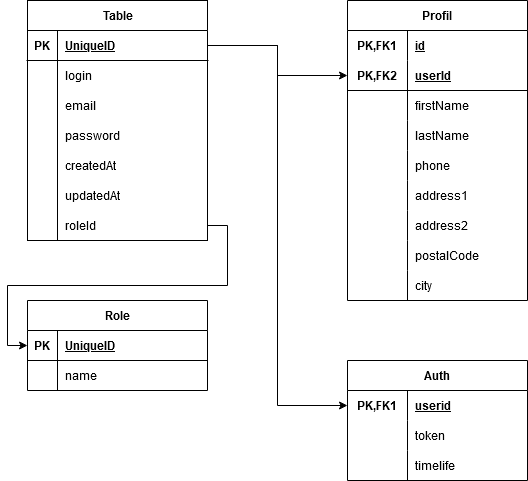 Table
PK UniqueID
login
email
password
createdAt
updatedAt
roleId
Profil
PK,FK1 id
PK,FK2 userId
firstName
lastName
phone
address1
address2
postalCode
city
Role
PK UniqueID
name
Auth
PK,FK1 userid
token
timelife